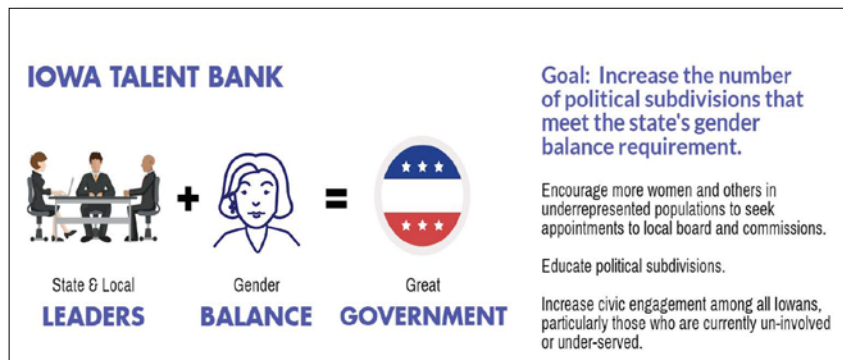 IOWA TALENT BANK
+
=
State & Local
LEADERS
Gender
BALANCE
Great
GOVERNMENT
Goal: Increase the number
of political subdivisions that
meet the state's gender
balance requirement.
Encourage more women and others in
underrepresented populations to seek
appointments to local board and commissions.
Educate political subdivisions.
Increase civic engagement among all Iowans,
particularly those who are currently un-involved
or under-served.